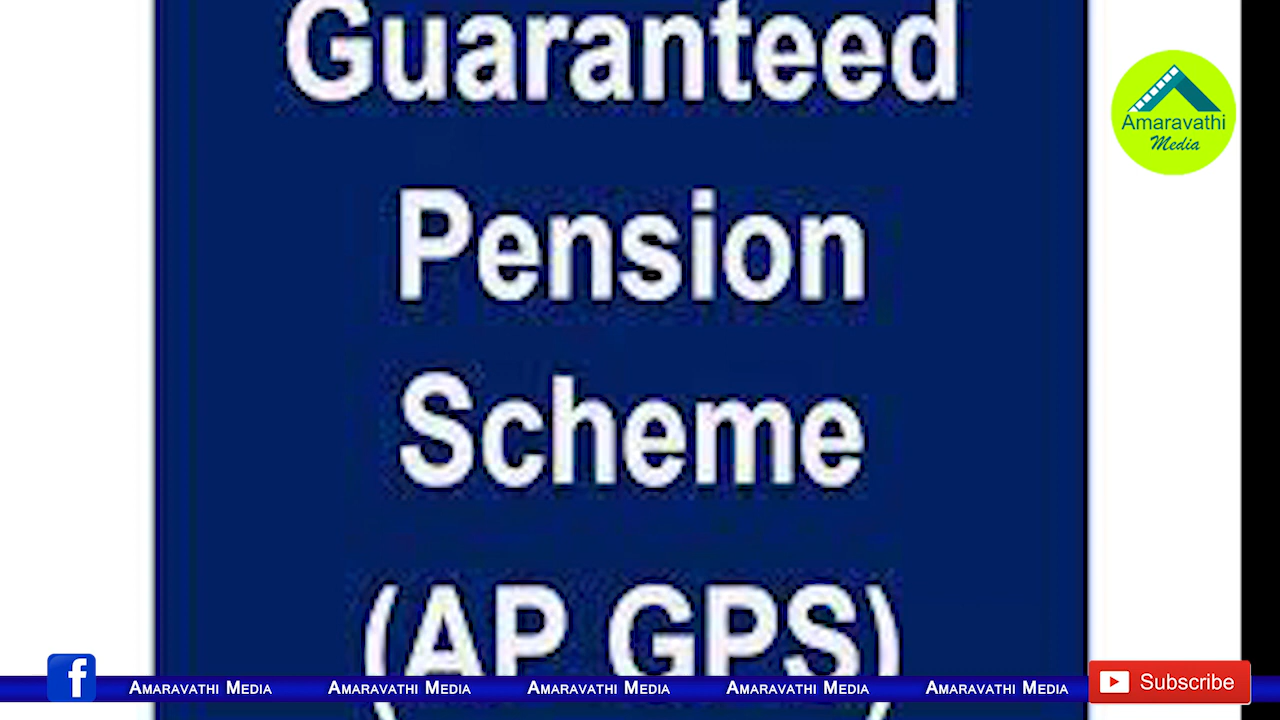 Guaranteed
Pension
Scheme
(AP GPS)
Amaravathi
Media
f
Amaravathi Media Amaravathi Media Amaravathi Media Amaravathi Media Amaravathi Media
Subscribe